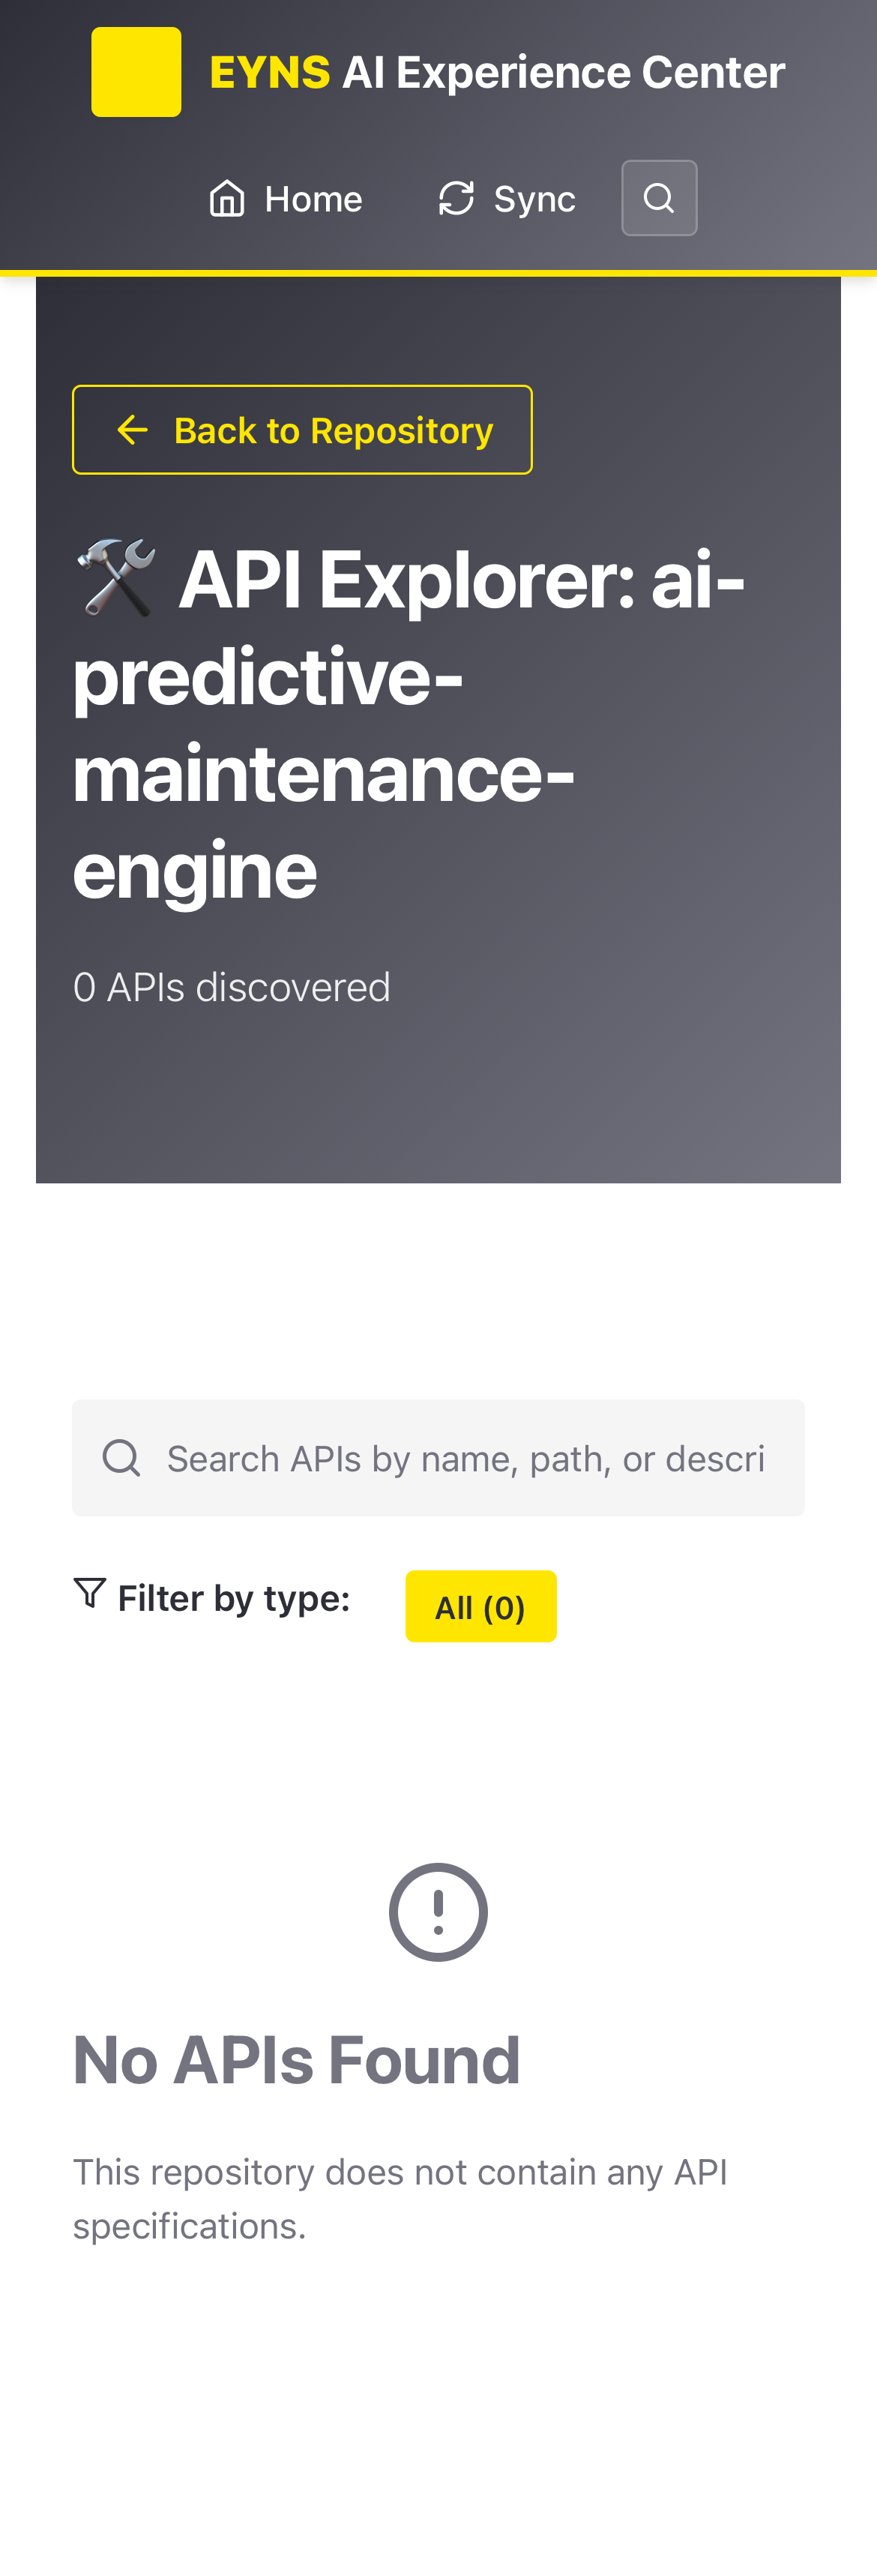 EYNS AI Experience Center
Home Sync
Back to Repository
API Explorer: ai-
predictive-
maintenance-
engine
0 APIs discovered
Search APIs by name, path, or descri
Filter by type: All (0)
No APIs Found
This repository does not contain any API
specifications.